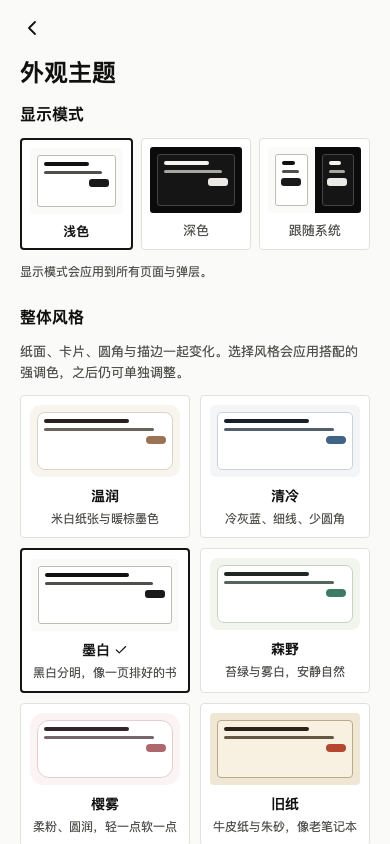 外观主题
显示模式
浅色
深色
跟随系统
显示模式会应用到所有页面与弹层。
整体风格
纸面、卡片、圆角与描边一起变化。选择风格会应用搭配的
强调色，之后仍可单独调整。
温润
米白纸张与暖棕墨色
清冷
冷灰蓝、细线、少圆角
墨白
黑白分明，像一页排好的书
森野
苔绿与雾白，安静自然
樱雾
柔粉、圆润，轻一点软一点
旧纸
牛皮纸与朱砂，像老笔记本